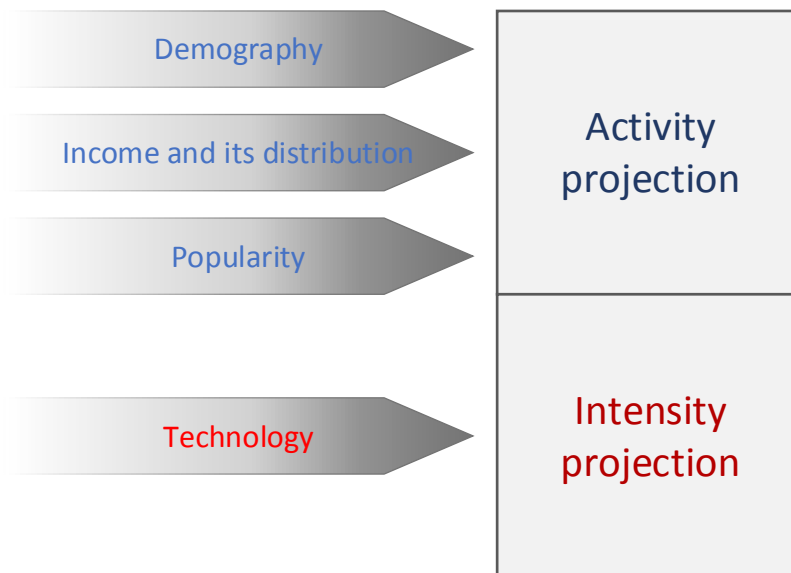 Demography
Income and its distribution
Popularity
Activity
projection
Technology
Intensity
projection